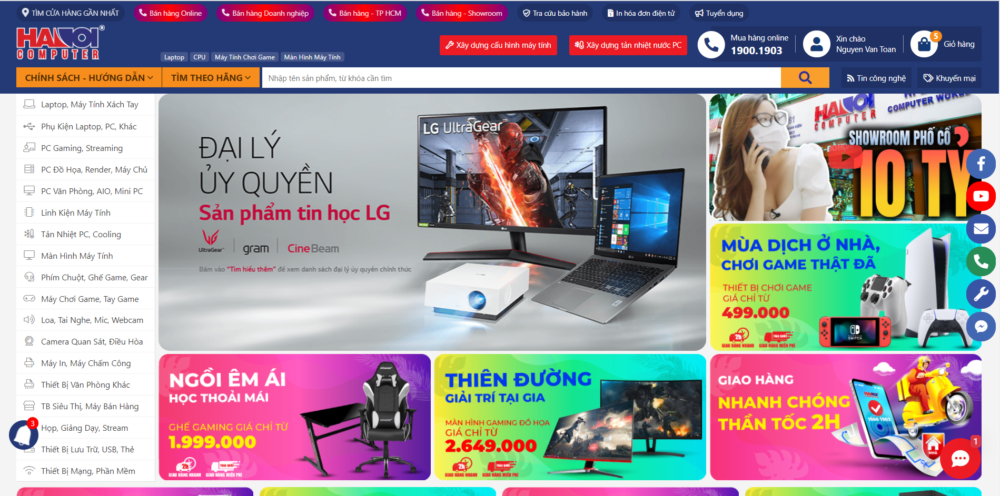 TÌM CỬA HÀNG GẦN NHẤT
Bán hàng Online
Bán hàng Doanh nghiệp
Bán hàng - TP HCM
Bán hàng - Showroom
Tra cứu bảo hành
In hóa đơn điện tử
Tuyển dụng
HANOI
COMPUTER
Laptop
CPU
Máy Tính Chơi Game
Màn Hình Máy Tính
Xây dựng cấu hình máy tính
Xây dựng tản nhiệt nước PC
Mua hàng online
1900.1903
Xin chào
Nguyen Van Toan
5
Giỏ hàng
CHÍNH SÁCH - HƯỚNG DẪN
TÌM THEO HÃNG
Nhập tên sản phẩm, từ khóa cần tìm
Tin công nghệ
Khuyến mại
Laptop, Máy Tính Xách Tay
Phụ Kiện Laptop, PC, Khác
PC Gaming, Streaming
PC Đồ Họa, Render, Máy Chủ
PC Văn Phòng, AIO, Mini PC
Linh Kiện Máy Tính
Tản Nhiệt PC, Cooling
Màn Hình Máy Tính
Phím Chuột, Ghế Game, Gear
Máy Chơi Game, Tay Game
Loa, Tai Nghe, Mic, Webcam
Camera Quan Sát, Điều Hòa
Máy In, Máy Chấm Công
Thiết Bị Văn Phòng Khác
TB Siêu Thị, Máy Bán Hàng
Họp, Giảng Dạy, Stream
Thiết Bị Lưu Trữ, USB, Thẻ
Thiết Bị Mạng, Phần Mềm
3
ĐẠI LÝ
ỦY QUYỀN
Sản phẩm tin học LG
UltraGear
gram
CineBeam
Bấm vào "Tìm hiểu thêm" để xem danh sách đại lý ủy quyền chính thức
LG UltraGear
HANOI
COMPUTER
COMPUTER WORLD
SHOWROOM PHỐ CỔ
10 TỶ
MÙA DỊCH Ở NHÀ,
CHƠI GAME THẬT ĐÃ
THIẾT BỊ CHƠI GAME
GIÁ CHỈ TỪ
499.000
2h
GIAO HÀNG NHANH
TOÀN QUỐC
GIAO HÀNG MIỄN PHÍ
SWITCH
NGỒI ÊM ÁI
HỌC THOẢI MÁI
GHẾ GAMING GIÁ CHỈ TỪ
1.999.000
2h
GIAO HÀNG NHANH
TOÀN QUỐC
GIAO HÀNG MIỄN PHÍ
THIÊN ĐƯỜNG
GIẢI TRÍ TẠI GIA
MÀN HÌNH GAMING ĐỒ HỌA
GIÁ CHỈ TỪ
2.649.000
2h
GIAO HÀNG NHANH
TOÀN QUỐC
GIAO HÀNG MIỄN PHÍ
GIAO HÀNG
NHANH CHÓNG
THẦN TỐC 2H
HANOI
1900 1903
NHÀ
1